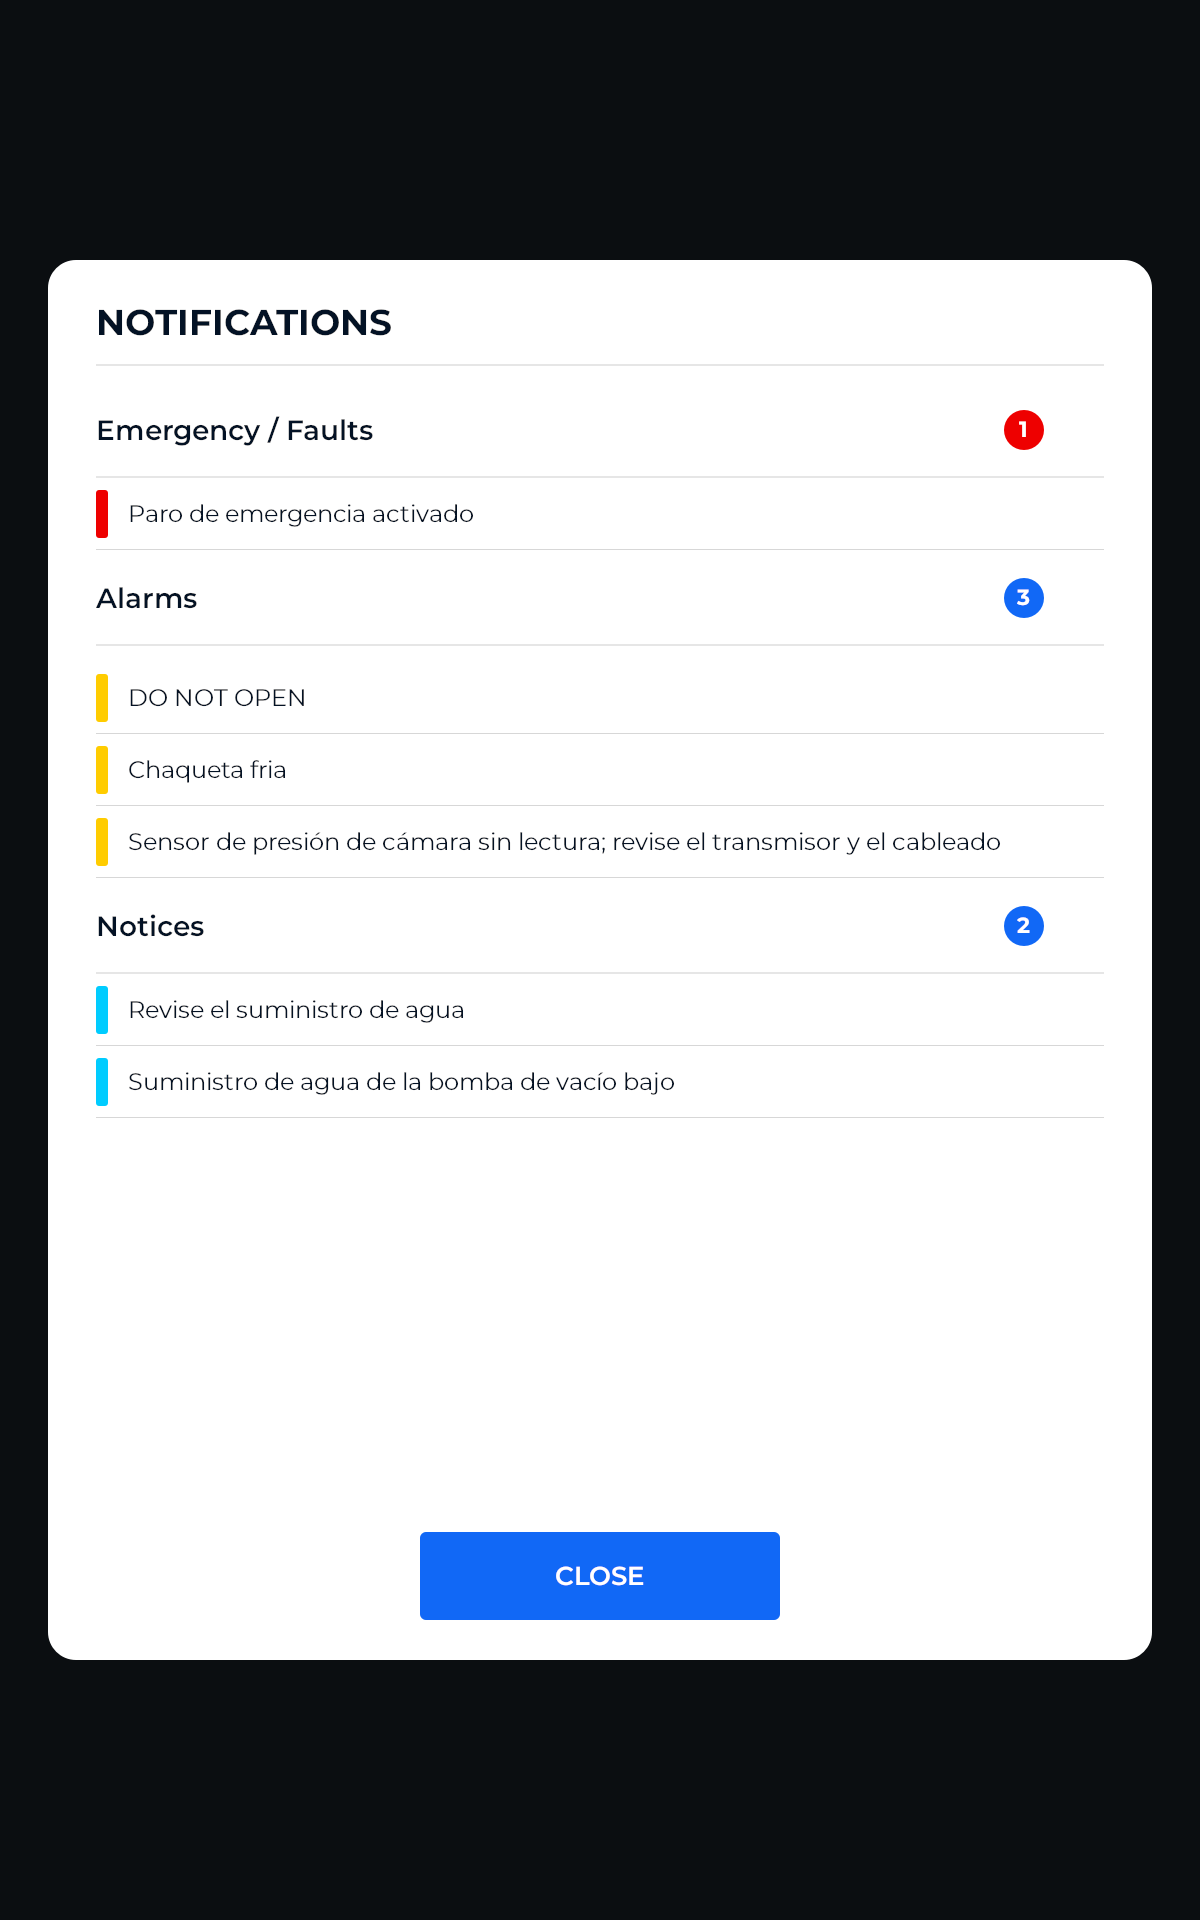 NOTIFICATIONS
Emergency / Faults
1
Paro de emergencia activado
Alarms
3
DO NOT OPEN
Chaqueta fria
Sensor de presión de cámara sin lectura; revise el transmisor y el cableado
Notices
2
Revise el suministro de agua
Suministro de agua de la bomba de vacío bajo
CLOSE